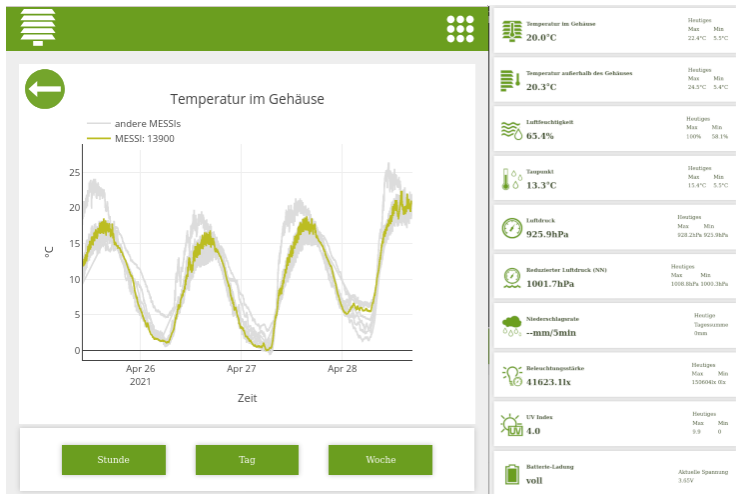 Temperatur im Gehäuse
andere MESSIs
MESSI: 13900
25
20
15
10
5
0
°C
Apr 26
2021
Apr 27
Apr 28
Zeit
Stunde
Tag
Woche
Temperatur im Gehäuse
20.0°C
Heutiges
Max Min
22.4°C 5.5°C
Temperatur außerhalb des Gehäuses
20.3°C
Heutiges
Max Min
24.5°C 5.4°C
Luftfeuchtigkeit
65.4%
Heutiges
Max Min
100% 58.1%
Taupunkt
13.3°C
Heutiges
Max Min
15.4°C 5.5°C
Luftdruck
925.9hPa
Heutiges
Max Min
928.2hPa 925.9hPa
Reduzierter Luftdruck (NN)
1001.7hPa
Heutiges
Max Min
1008.8hPa 1000.3hPa
Niederschlagsrate
--mm/5min
Heutige
Tagessumme
0mm
Beleuchtungsstärke
41623.1lx
Heutiges
Max Min
150604lx 0lx
UV Index
4.0
Heutiges
Max Min
9.9 0
UV
Batterie-Ladung
voll
Aktuelle Spannung
3.65V